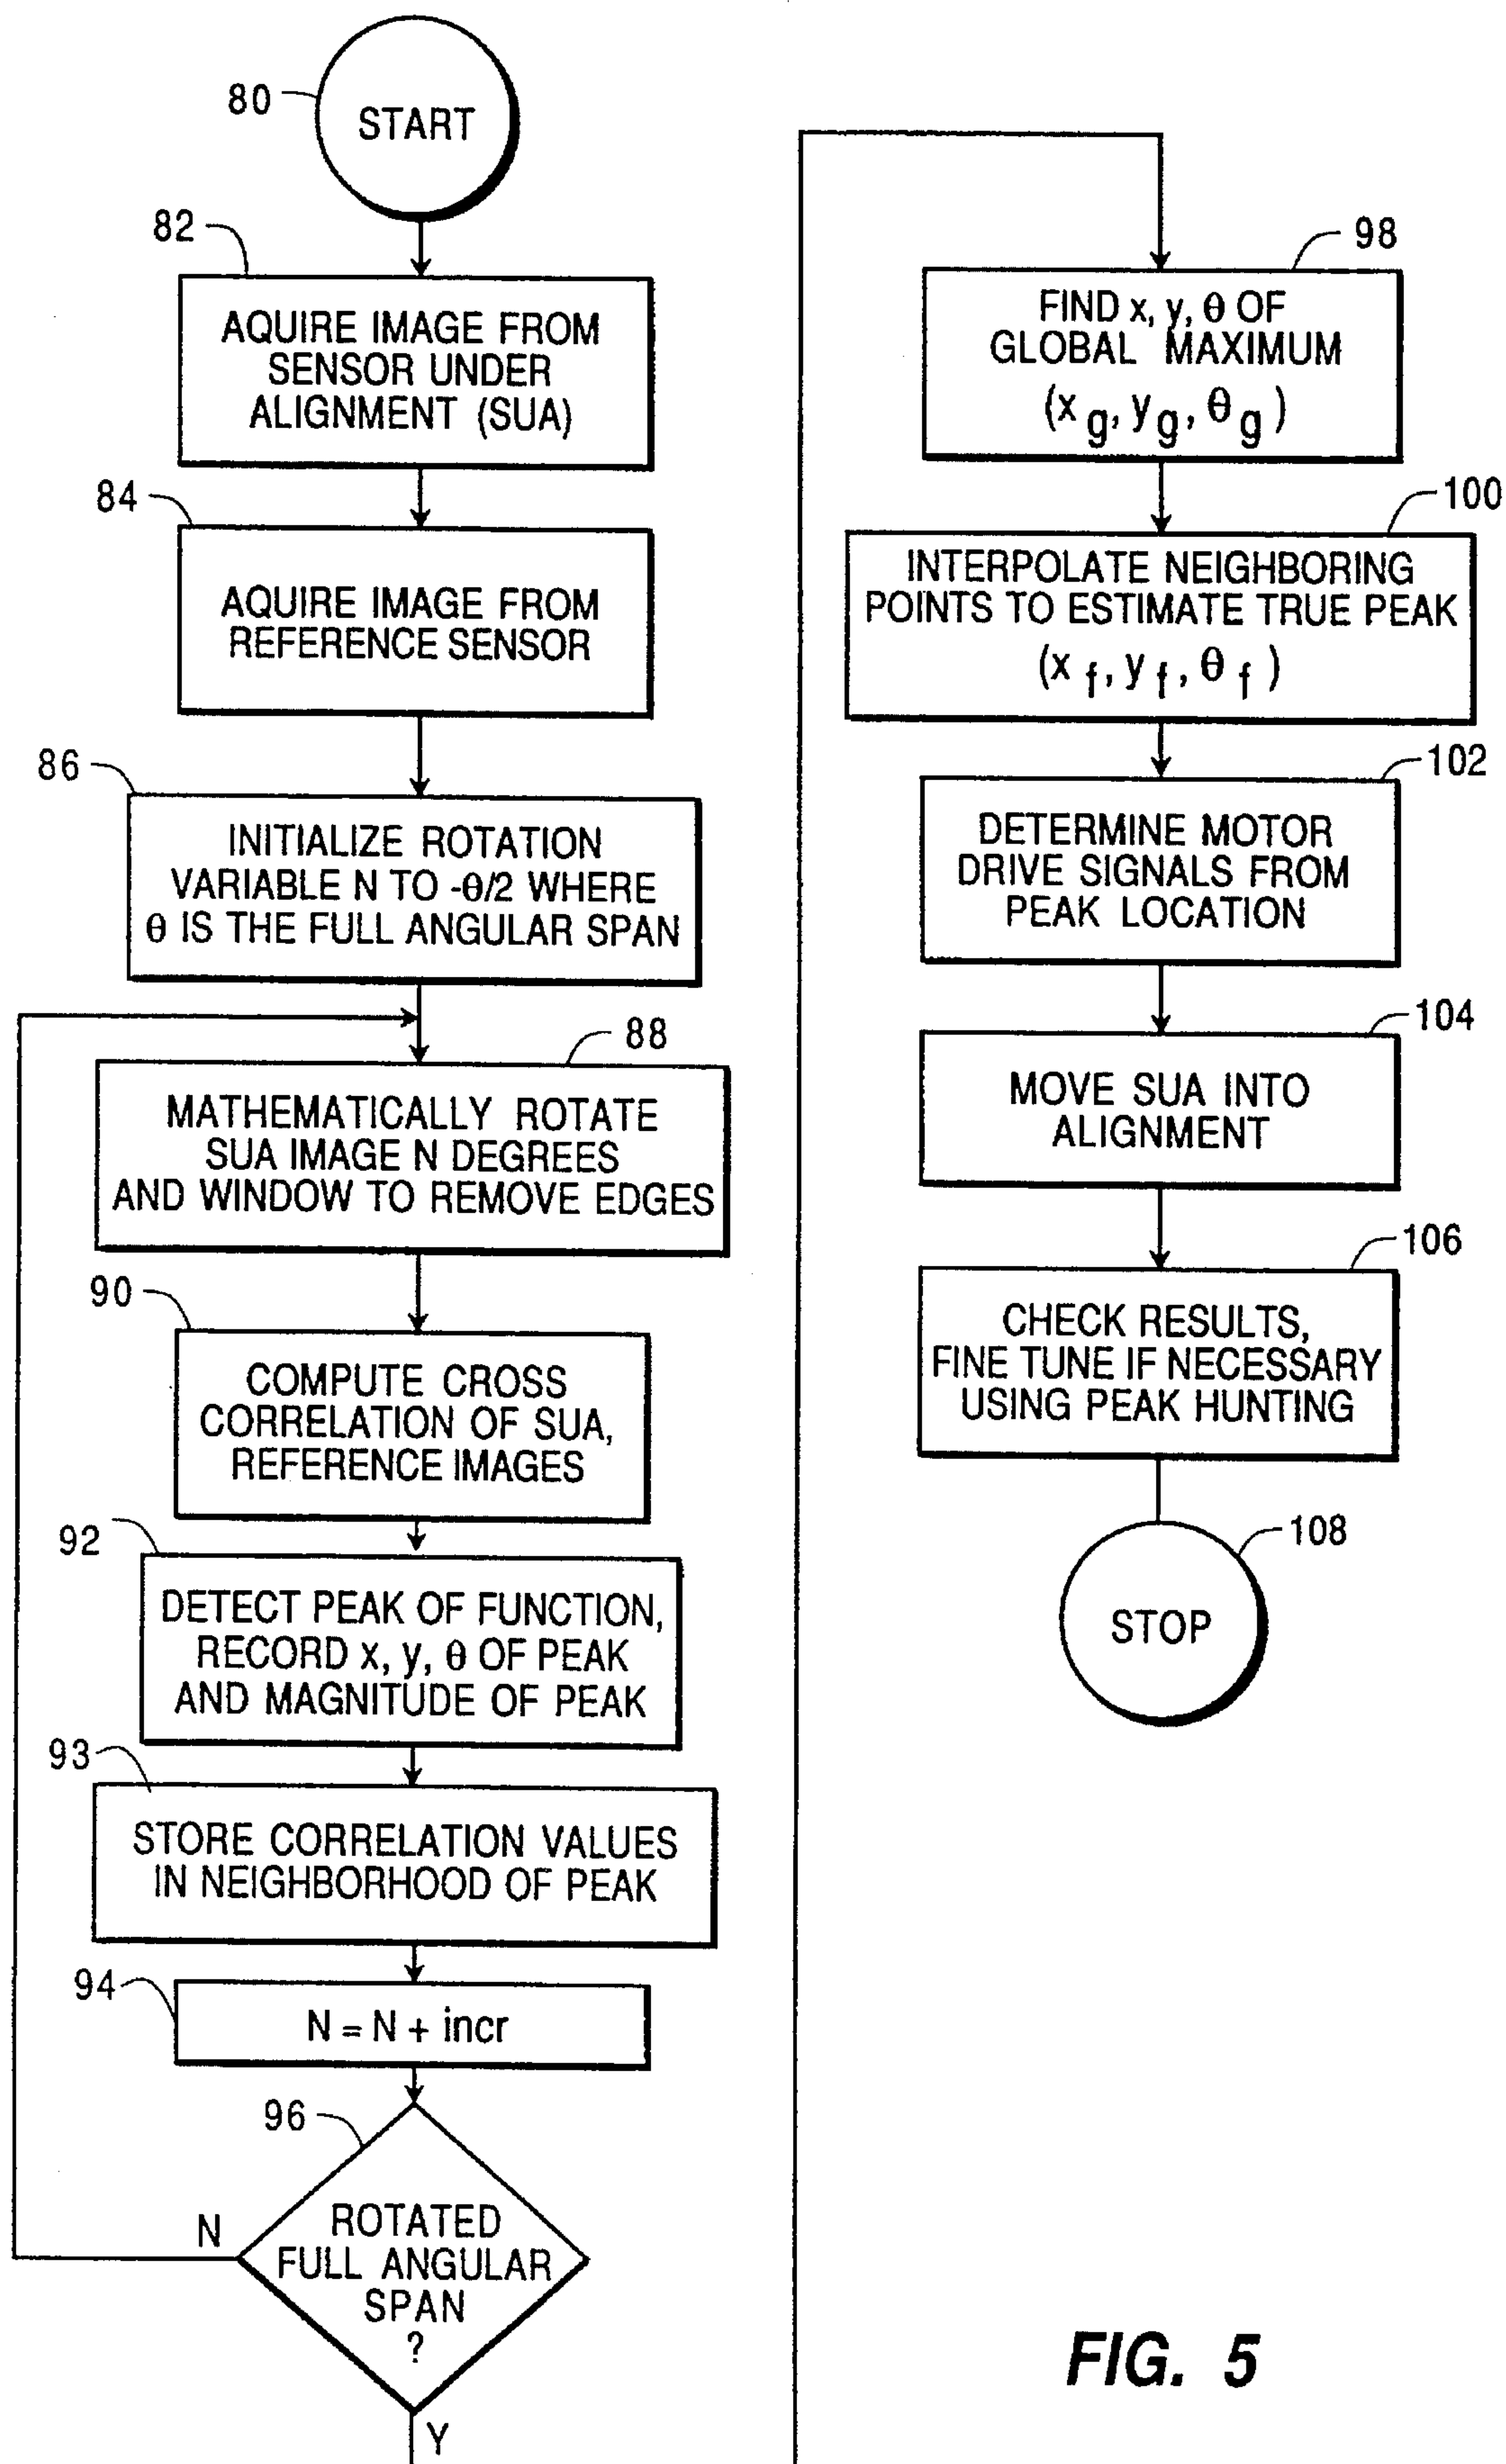 80
START
82
AQUIRE IMAGE FROM
SENSOR UNDER
ALIGNMENT (SUA)
84
AQUIRE IMAGE FROM
REFERENCE SENSOR
86
INITIALIZE ROTATION
VARIABLE N TO -θ/2 WHERE
θ IS THE FULL ANGULAR SPAN
88
MATHEMATICALLY ROTATE
SUA IMAGE N DEGREES
AND WINDOW TO REMOVE EDGES
90
COMPUTE CROSS
CORRELATION OF SUA,
REFERENCE IMAGES
92
DETECT PEAK OF FUNCTION,
RECORD x, y, θ OF PEAK
AND MAGNITUDE OF PEAK
93
STORE CORRELATION VALUES
IN NEIGHBORHOOD OF PEAK
94
N = N + incr
96
ROTATED
FULL ANGULAR
SPAN
?
N
Y
98
FIND x, y, θ OF
GLOBAL MAXIMUM
(x g, y g, θ g )
100
INTERPOLATE NEIGHBORING
POINTS TO ESTIMATE TRUE PEAK
(x f, y f, θ f )
102
DETERMINE MOTOR
DRIVE SIGNALS FROM
PEAK LOCATION
104
MOVE SUA INTO
ALIGNMENT
106
CHECK RESULTS,
FINE TUNE IF NECESSARY
USING PEAK HUNTING
108
STOP
FIG. 5